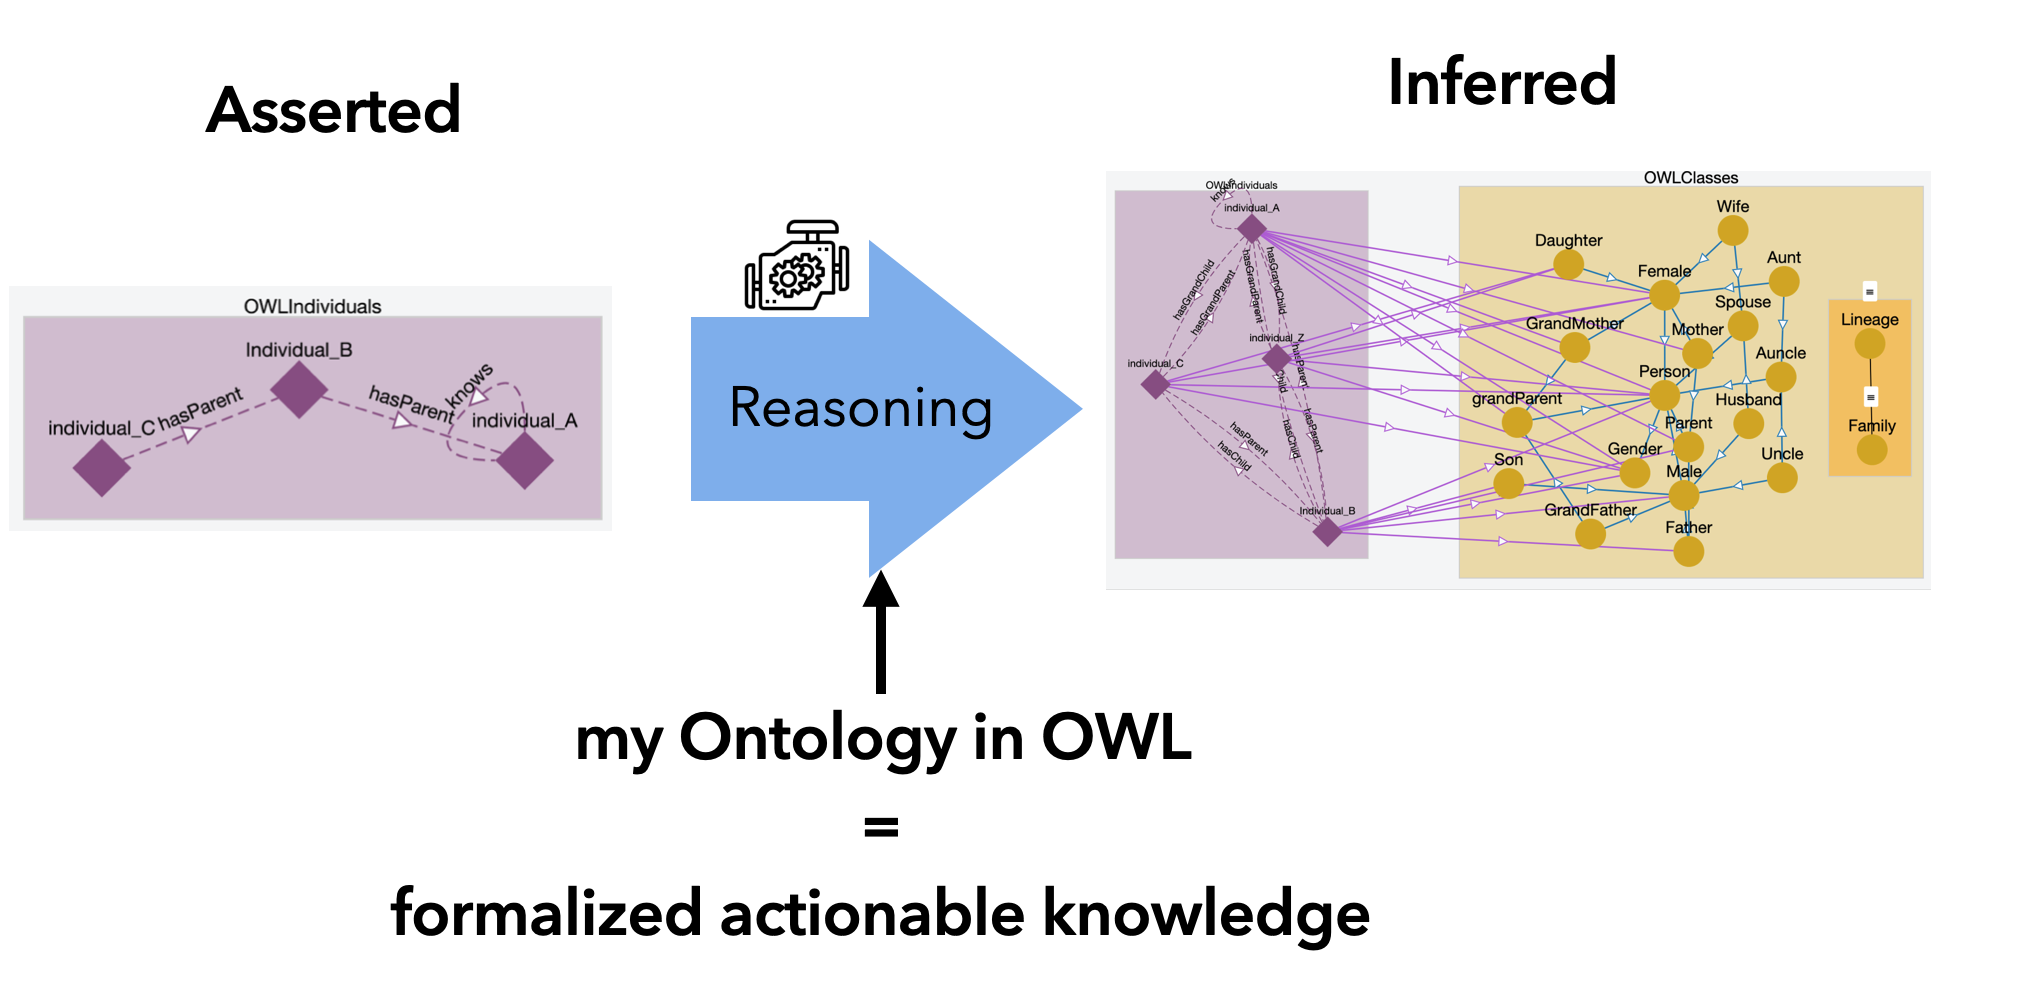 Asserted
Inferred
OWLIndividuals
Individual_B
hasParent
knows
individual_A
individual_C
hasParent
Reasoning
OWLIndividuals
knows
individual_A
hasGrandChild
hasGrandParent
hasGrandParent
hasGrandChild
individual_Z
individual_C
hasParent
hasChild
hasParent
hasChild
hasParent
Individual_B
OWLClasses
Wife
Daughter
Aunt
Female
Spouse
GrandMother
Mother
Auncle
Person
grandParent
Husband
Parent
Gender
Uncle
Son
Male
GrandFather
Father
=
Lineage
=
Family
my Ontology in OWL
=
formalized actionable knowledge